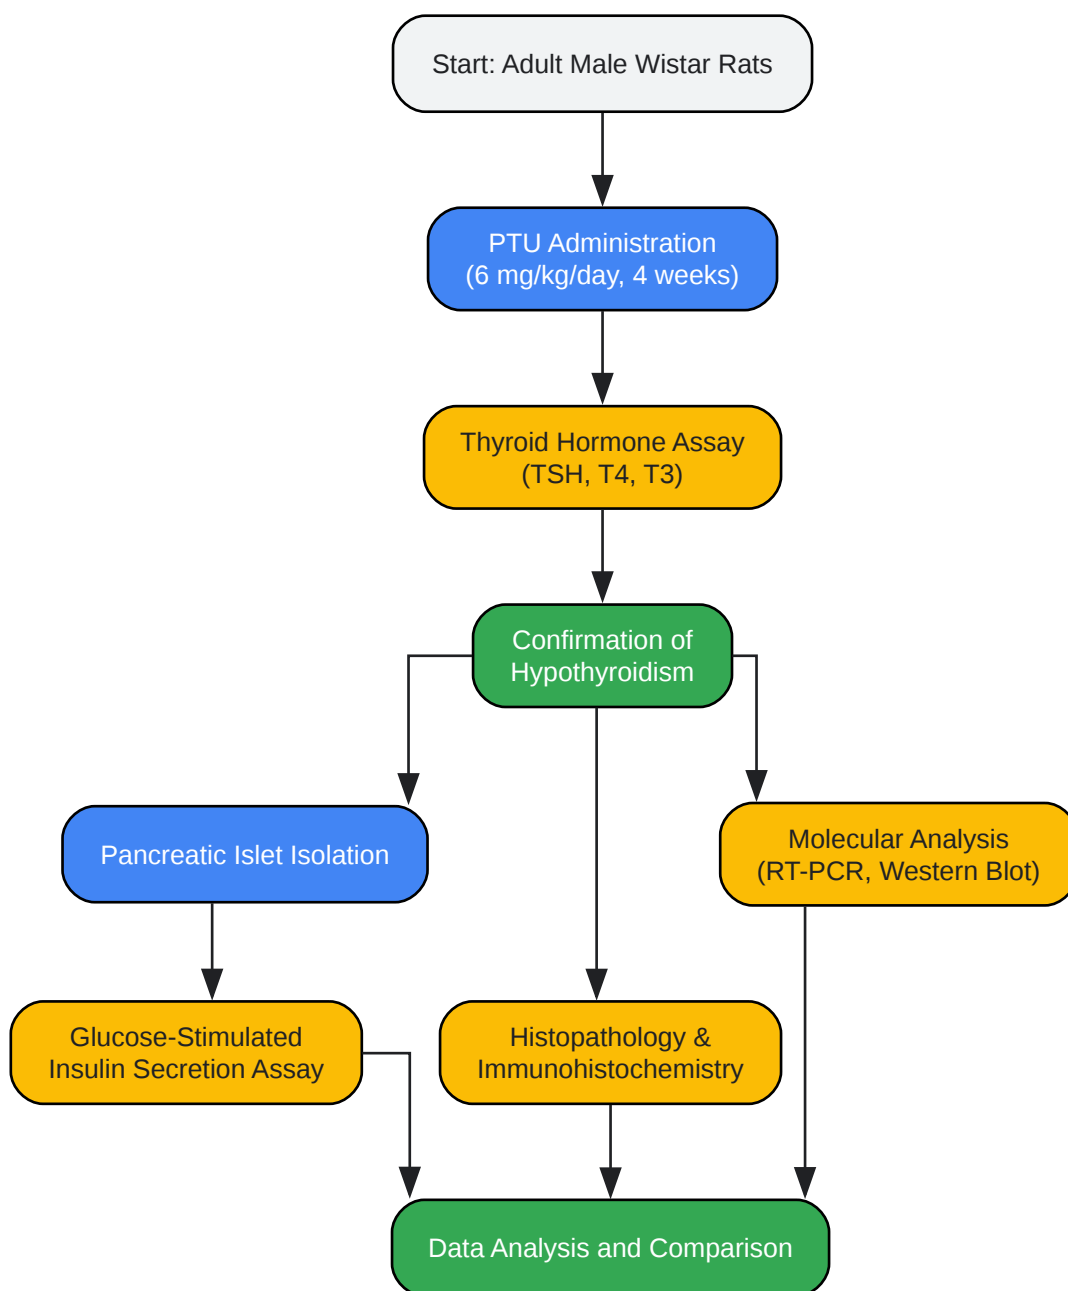 Start: Adult Male Wistar Rats
PTU Administration
(6 mg/kg/day, 4 weeks)
Thyroid Hormone Assay
(TSH, T4, T3)
Confirmation of
Hypothyroidism
Pancreatic Islet Isolation
Molecular Analysis
(RT-PCR, Western Blot)
Glucose-Stimulated
Insulin Secretion Assay
Histopathology &
Immunohistochemistry
Data Analysis and Comparison